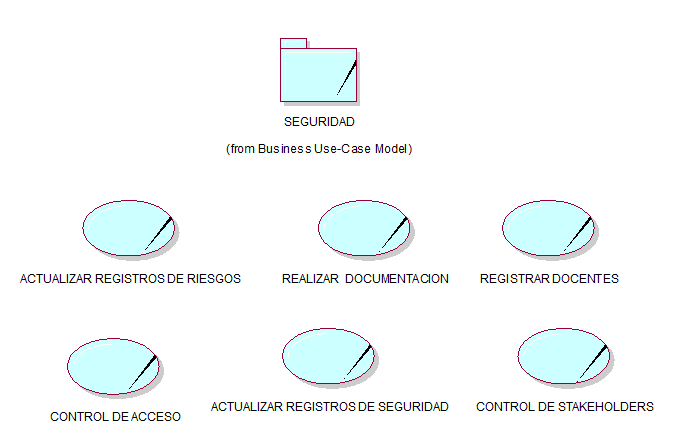 SEGURIDAD
(from Business Use-Case Model)
ACTUALIZAR REGISTROS DE RIESGOS
REALIZAR DOCUMENTACION
REGISTRAR DOCENTES
CONTROL DE ACCESO
ACTUALIZAR REGISTROS DE SEGURIDAD
CONTROL DE STAKEHOLDERS